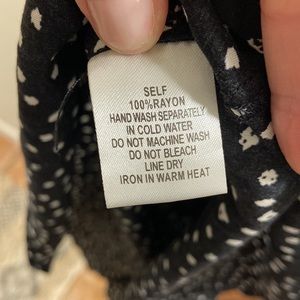 SELF
100%RAYON
HAND WASH SEPARATELY
IN COLD WATER
DO NOT MACHINE WASH
DO NOT BLEACH
LINE DRY
IRON IN WARM HEAT